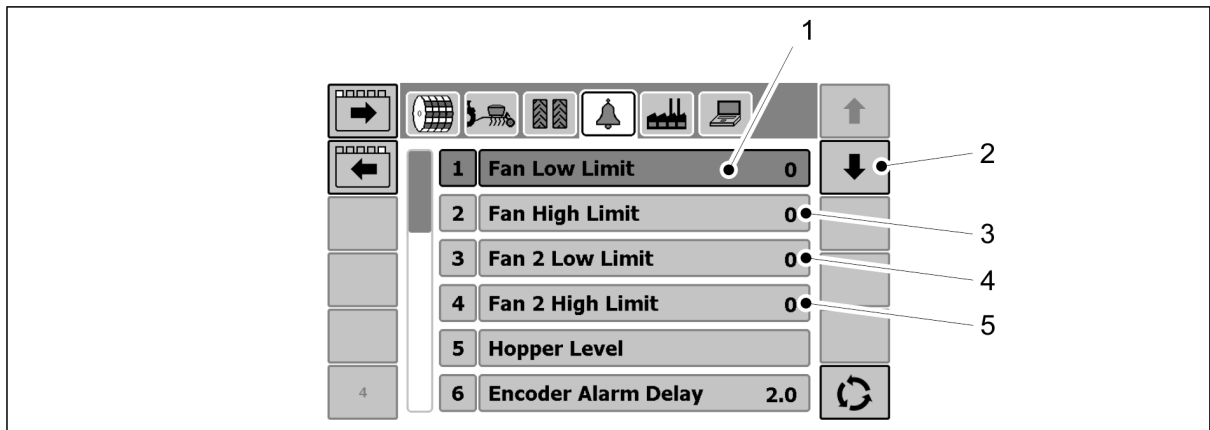 1
2
1 Fan Low Limit 0
2 Fan High Limit 0
3
3 Fan 2 Low Limit 0
4
4 Fan 2 High Limit 0
5
5 Hopper Level
4 6 Encoder Alarm Delay 2.0